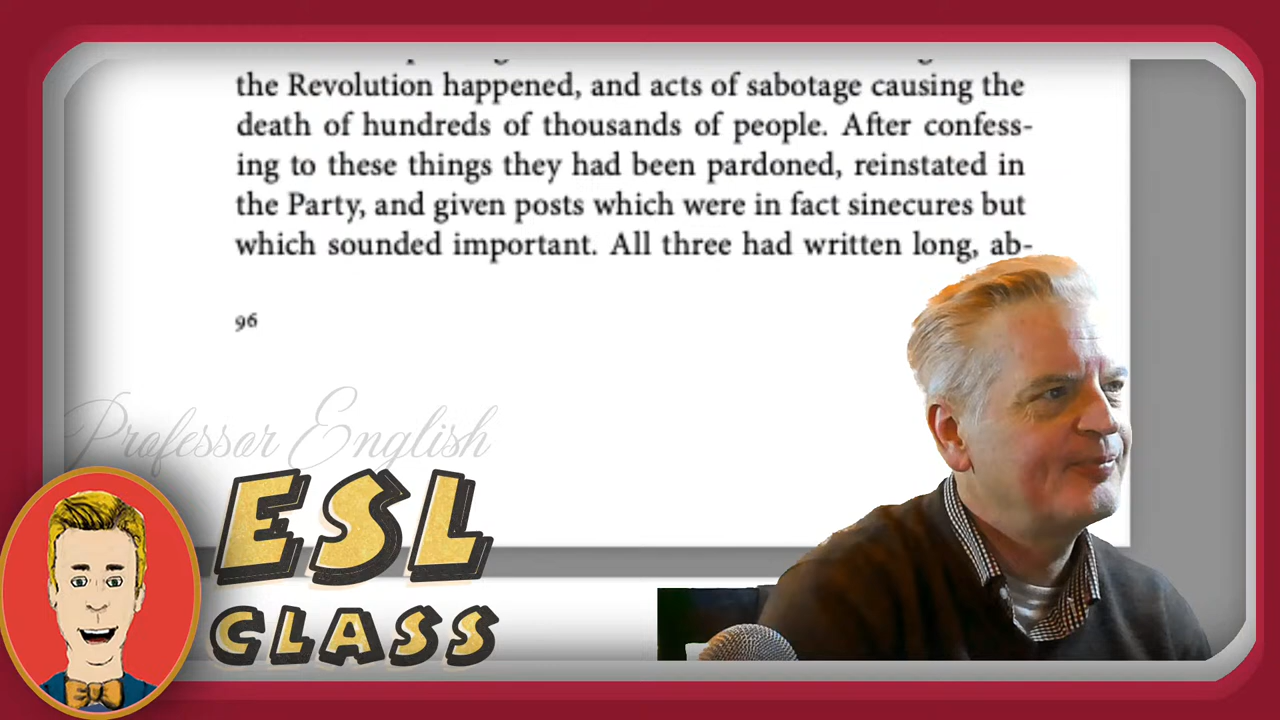 the Revolution happened, and acts of sabotage causing the
death of hundreds of thousands of people. After confess-
ing to these things they had been pardoned, reinstated in
the Party, and given posts which were in fact sinecures but
which sounded important. All three had written long, ab-
96
Professor English
ESL
CLASS